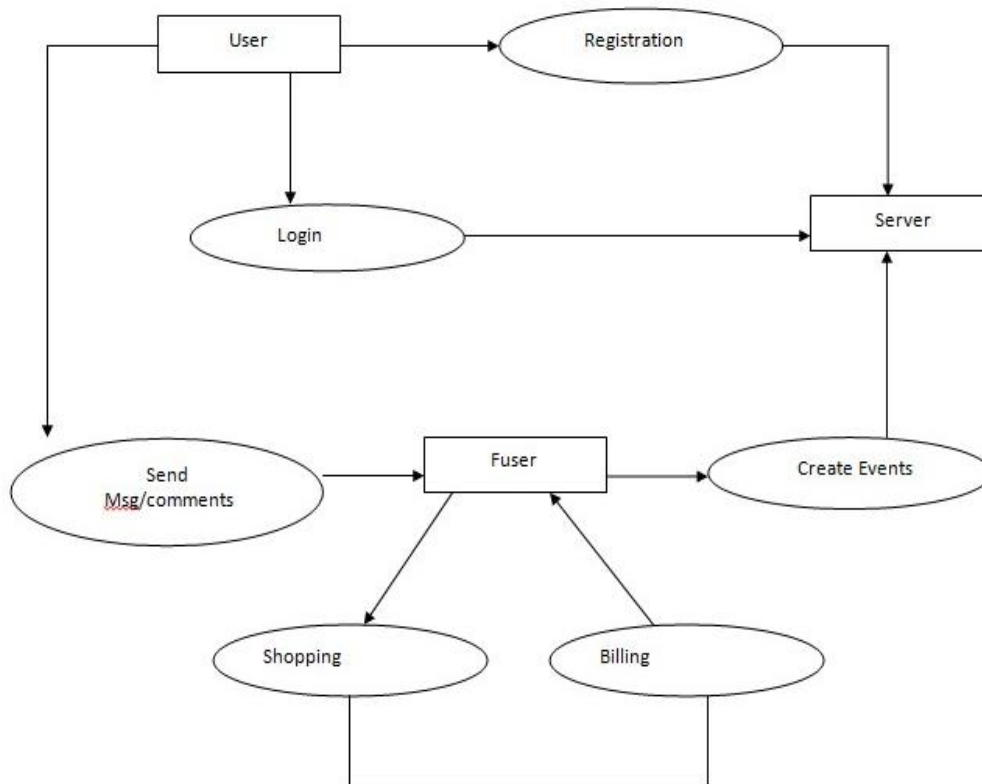 User
Registration
Login
Server
Send
Msg/comments
Fuser
Create Events
Shopping
Billing